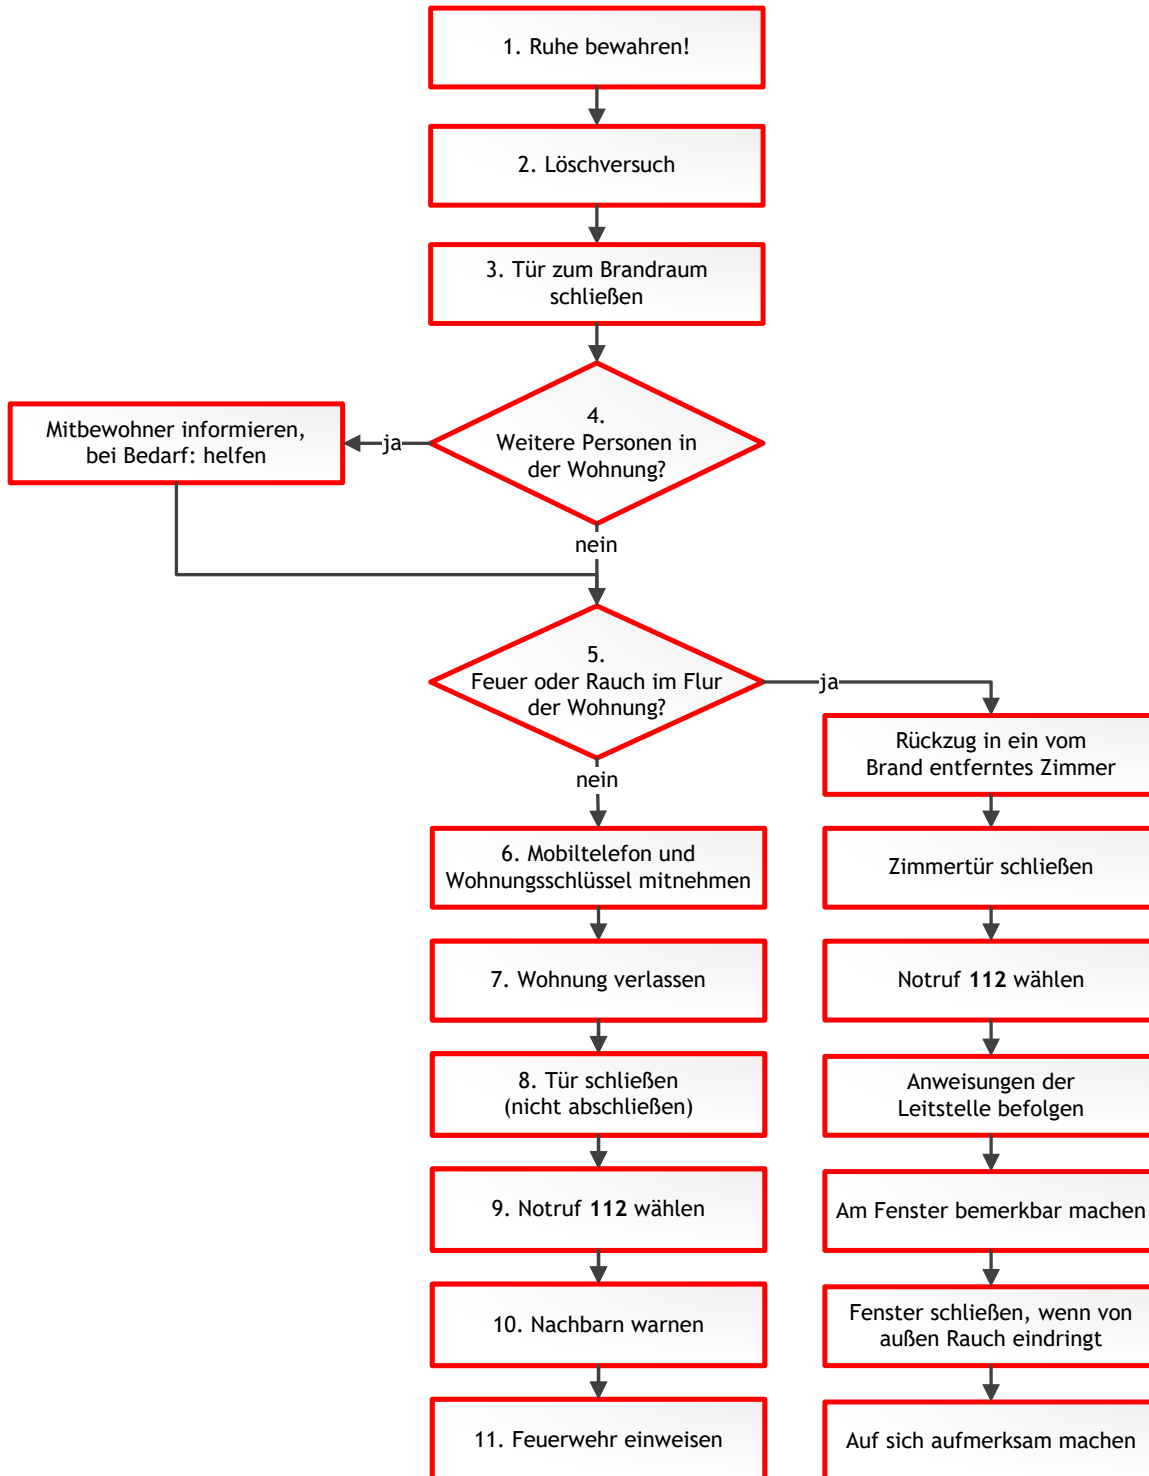 1. Ruhe bewahren!
2. Löschversuch
3. Tür zum Brandraum
schließen
4.
Weitere Personen in
der Wohnung?
ja
Mitbewohner informieren,
bei Bedarf: helfen
nein
5.
Feuer oder Rauch im Flur
der Wohnung?
nein
6. Mobiltelefon und
Wohnungsschlüssel mitnehmen
7. Wohnung verlassen
8. Tür schließen
(nicht abschließen)
9. Notruf 112 wählen
10. Nachbarn warnen
11. Feuerwehr einweisen
ja
Rückzug in ein vom
Brand entferntes Zimmer
Zimmertür schließen
Notruf 112 wählen
Anweisungen der
Leitstelle befolgen
Am Fenster bemerkbar machen
Fenster schließen, wenn von
außen Rauch eindringt
Auf sich aufmerksam machen